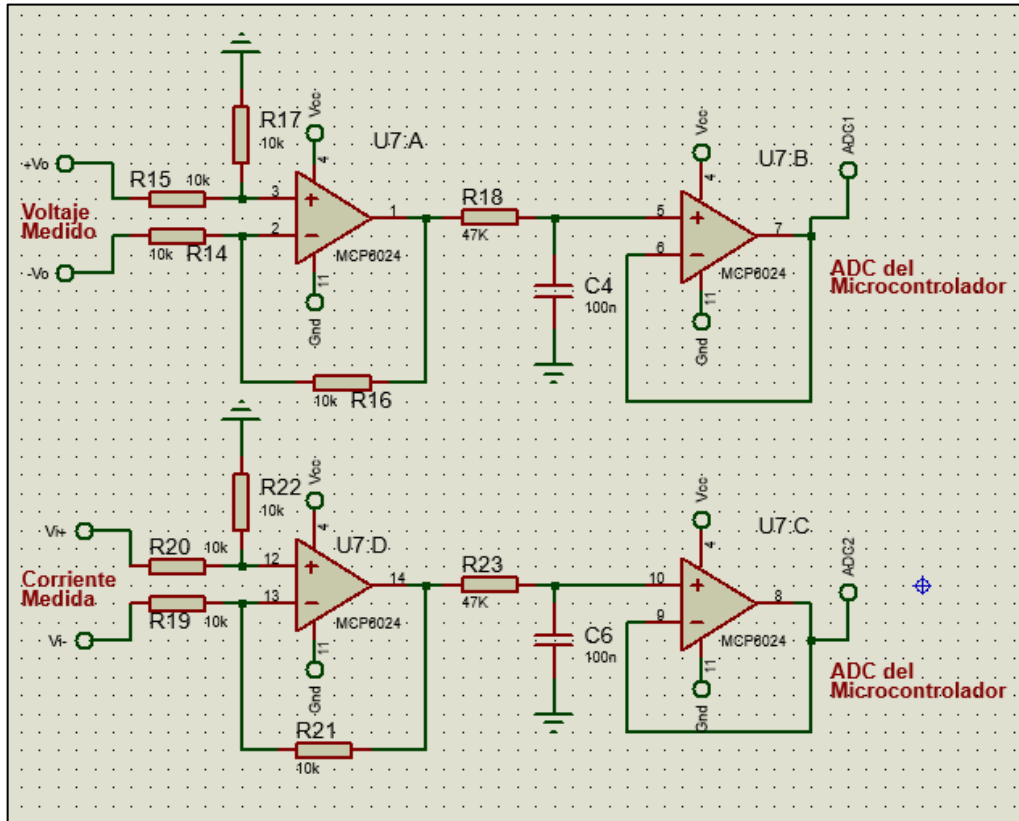 Vcc
R17
10k
4
U7:A
+Vo
R15
10k
3
1
Voltaje
Medido
2
10k
R14
MCP6024
-Vo
11
Gnd
10k
R16
R18
47K
C4
100n
Vcc
4
U7:B
ADC1
5
7
6
MCP6024
11
Gnd
ADC del
Microcontrolador
Vcc
R22
10k
4
U7:D
Vi+
R20
10k
12
14
Corriente
Medida
13
R19
10k
MCP6024
Vi-
11
Gnd
R21
10k
R23
47K
C6
100n
Vcc
4
U7:C
ADC2
10
8
9
MCP6024
11
Gnd
ADC del
Microcontrolador